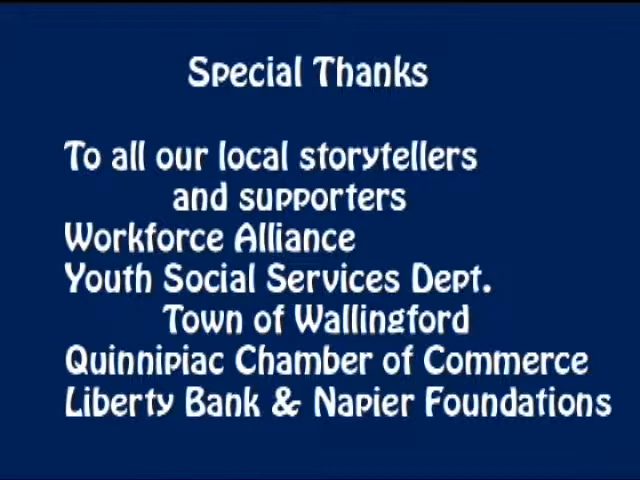 Special Thanks
To all our local storytellers
and supporters
Workforce Alliance
Youth Social Services Dept.
Town of Wallingford
Quinnipiac Chamber of Commerce
Liberty Bank & Napier Foundations